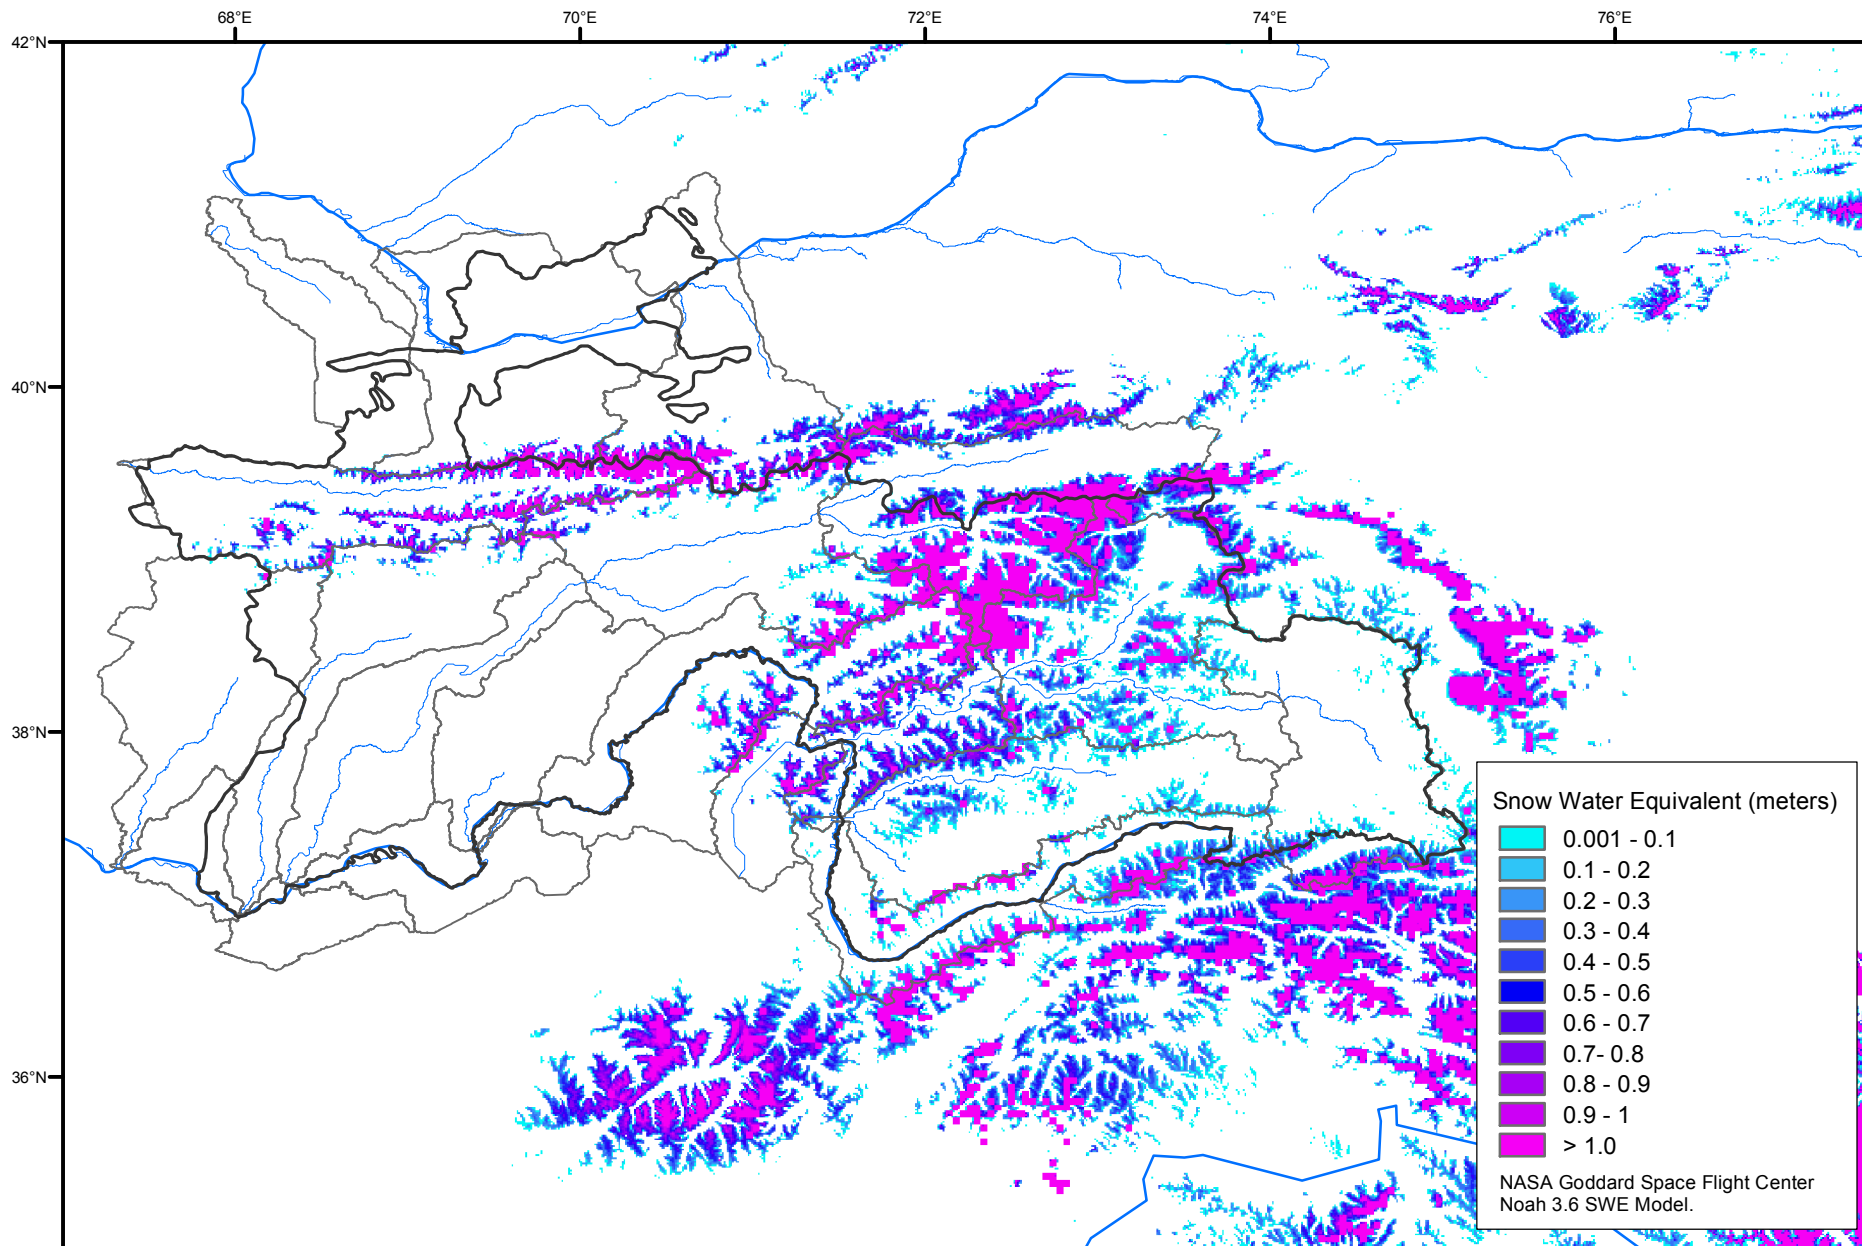 68°E 70°E 72°E 74°E 76°E
42°N
40°N
38°N
36°N
Snow Water Equivalent (meters)
0.001 - 0.1
0.1 - 0.2
0.2 - 0.3
0.3 - 0.4
0.4 - 0.5
0.5 - 0.6
0.6 - 0.7
0.7- 0.8
0.8 - 0.9
0.9 - 1
> 1.0
NASA Goddard Space Flight Center
Noah 3.6 SWE Model.